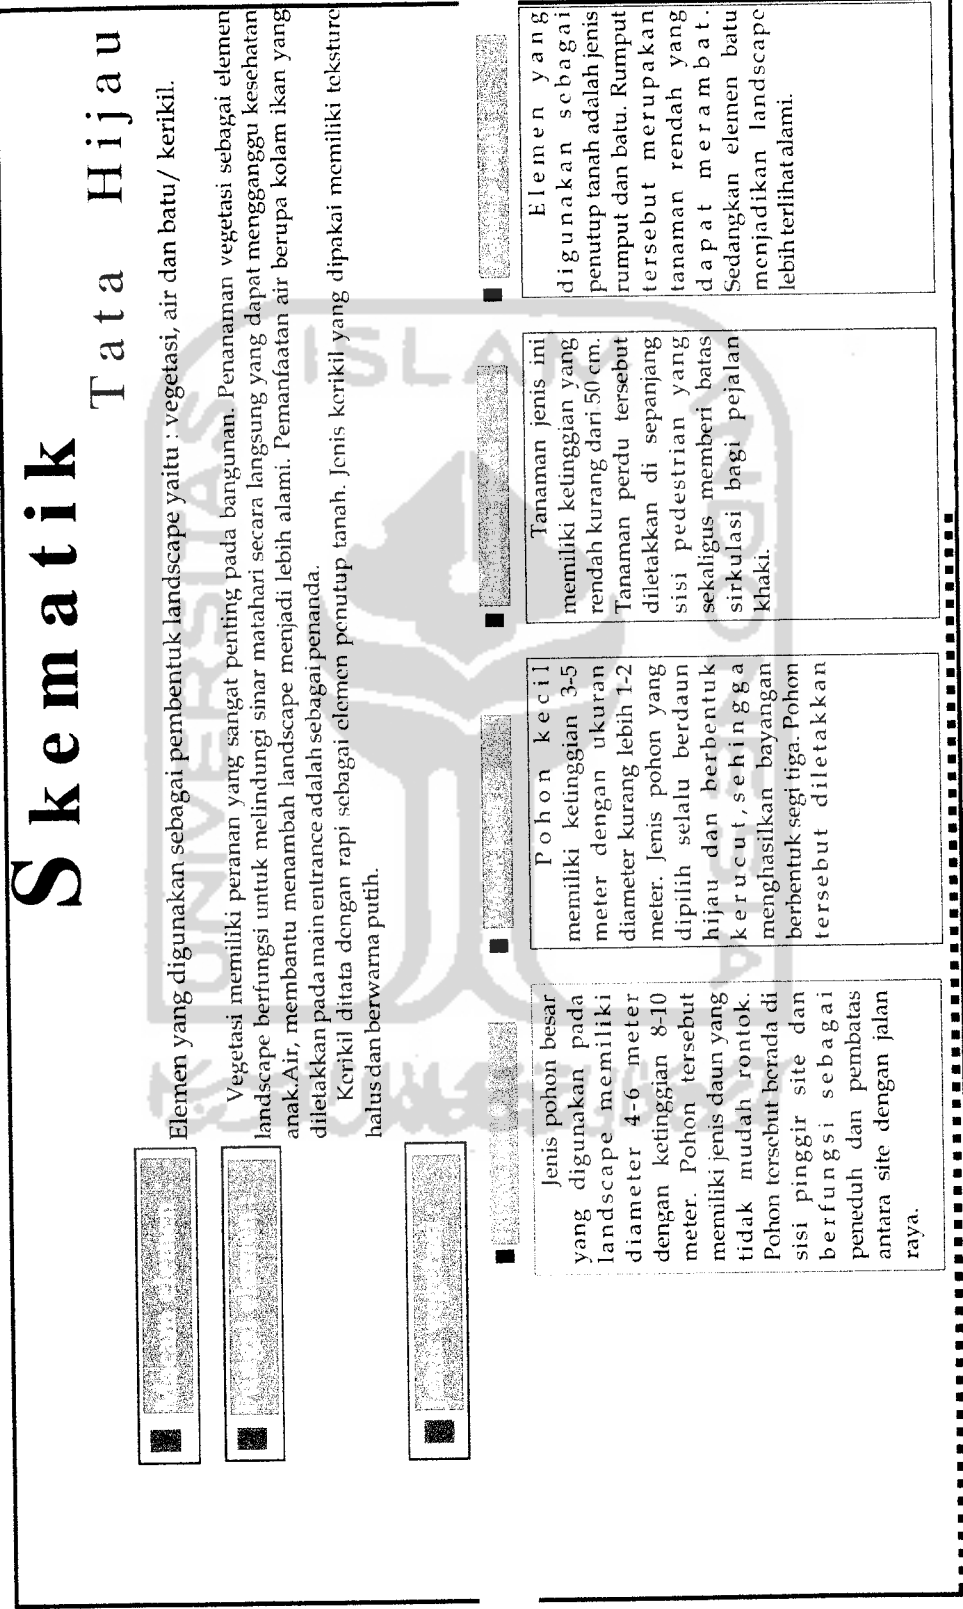 Skematik
Tata Hijau
Elemen yang digunakan sebagai pembentuk landscape yaitu : vegetasi, air dan batu/ kerikil.
Vegetasi memiliki peranan yang sangat penting pada bangunan. Penanaman vegetasi sebagai elemen
landscape berfungsi untuk melindungi sinar matahari secara langsung yang dapat mengganggu kesehatan
anak.Air, membantu menambah landscape menjadi lebih alami. Pemanfaatan air berupa kolam ikan yang
diletakkan pada main entrance adalah sebagai penanda.
Kerikil ditata dengan rapi sebagai elemen penutup tanah. Jenis kerikil yang dipakai memiliki teksture
halus dan berwarna putih.
Jenis pohon besar
yang digunakan pada
landscape memiliki
diameter 4-6 meter
dengan ketinggian 8-10
meter. Pohon tersebut
memiliki jenis daun yang
tidak mudah rontok.
Pohon tersebut berada di
sisi pinggir site dan
berfungsi sebagai
peneduh dan pembatas
antara site dengan jalan
raya.
Pohon kecil
memiliki ketinggian 3-5
meter dengan ukuran
diameter kurang lebih 1-2
meter. Jenis pohon yang
dipilih selalu berdaun
hijau dan berbentuk
kerucut,sehingga
menghasilkan bayangan
berbentuk segi tiga. Pohon
tersebut diletakkan
Tanaman jenis ini
memiliki ketinggian yang
rendah kurang dari 50 cm.
Tanaman perdu tersebut
diletakkan di sepanjang
sisi pedestrian yang
sekaligus memberi batas
sirkulasi bagi pejalan
khaki.
Elemen yang
digunakan sebagai
penutup tanah adalah jenis
rumput dan batu. Rumput
tersebut merupakan
tanaman rendah yang
dapat merambat.
Sedangkan elemen batu
menjadikan landscape
lebih terlihat alami.
UNIVERSITAS
ISLAM
INDONESIA